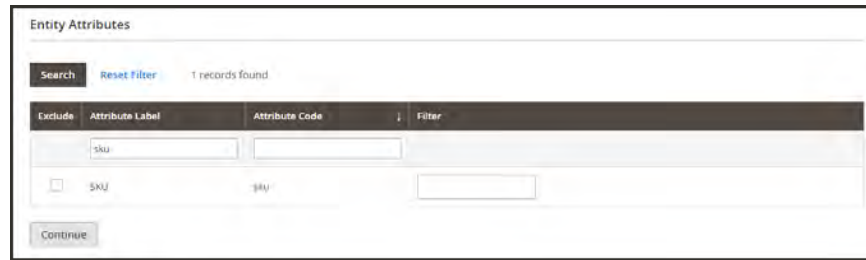 Entity Attributes
Search Reset Filter 1 records found
Exclude Attribute Label Attribute Code ↓ Filter
sku
SKU sku
Continue